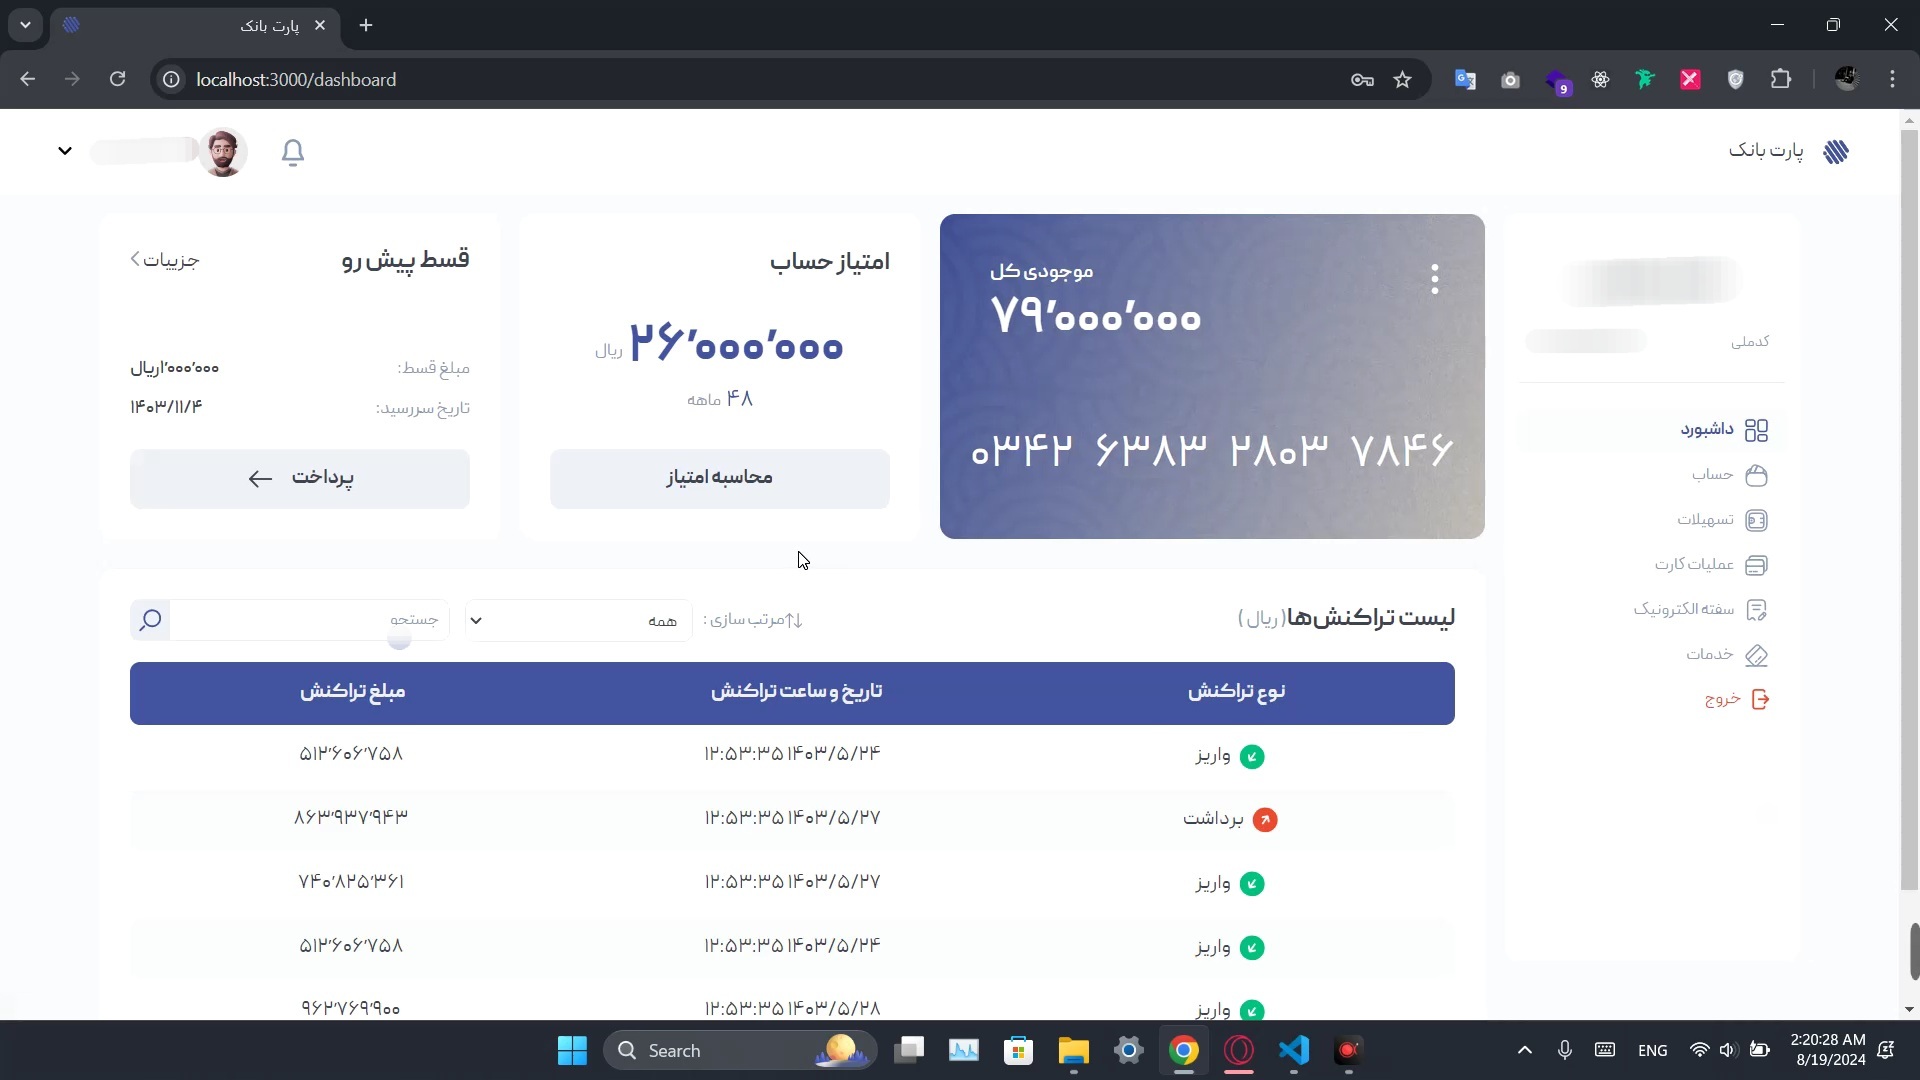 پارت بانک
localhost:3000/dashboard
9
پارت بانک
کدملی
داشبورد
حساب
تسهیلات
عملیات کارت
سفته الکترونیک
خدمات
خروج
موجودی کل
۷۹٬۰۰۰٬۰۰۰
۰۳۴۲ ۶۳۸۳ ۲۸۰۳ ۷۸۴۶
امتیاز حساب
۲۶٬۰۰۰٬۰۰۰ ریال
۴۸ ماهه
محاسبه امتیاز
قسط پیش رو
جزییات
مبلغ قسط:
۱٬۰۰۰٬۰۰۰ریال
تاریخ سررسید:
۱۴۰۳/۱۱/۴
پرداخت
لیست تراکنش‌ها(ریال)
مرتب سازی:
همه
جستجو
نوع تراکنش تاریخ و ساعت تراکنش مبلغ تراکنش
واریز ۱۴۰۳/۵/۲۴ ۱۲:۵۳:۳۵ ۵۱۲٬۶۰۶٬۷۵۸
برداشت ۱۴۰۳/۵/۲۷ ۱۲:۵۳:۳۵ ۸۶۳٬۹۳۷٬۹۴۳
واریز ۱۴۰۳/۵/۲۷ ۱۲:۵۳:۳۵ ۷۴۰٬۸۲۵٬۳۶۱
واریز ۱۴۰۳/۵/۲۴ ۱۲:۵۳:۳۵ ۵۱۲٬۶۰۶٬۷۵۸
واریز ۱۴۰۳/۵/۲۸ ۱۲:۵۳:۳۵ ۹۶۲٬۷۶۹٬۹۰۰
Search
ENG
2:20:28 AM
8/19/2024